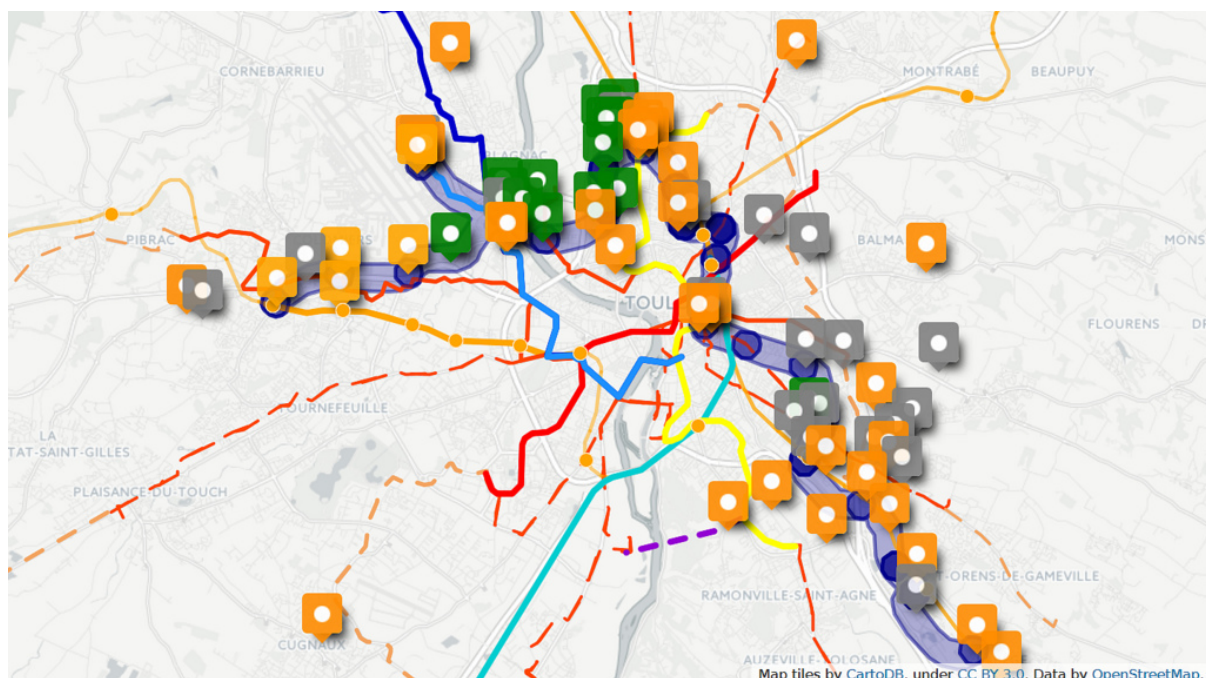 CORNEBARRIEU
MONTRABÉ
BEAUPUY
PIBRAC
BALMA
MONS
TOUL
FLOURENS
TOURNEFEUILLE
LA
TAT-SAINT-GILLES
PLAISANCE-DU-TOUCH
T-ORENS-DE-GAMEVILLE
RAMONVILLE-SAINT-AGNE
CUGNAUX
AUZEVILLE-TOLOSANE
Map tiles by CartoDB, under CC BY 3.0. Data by OpenStreetMap.